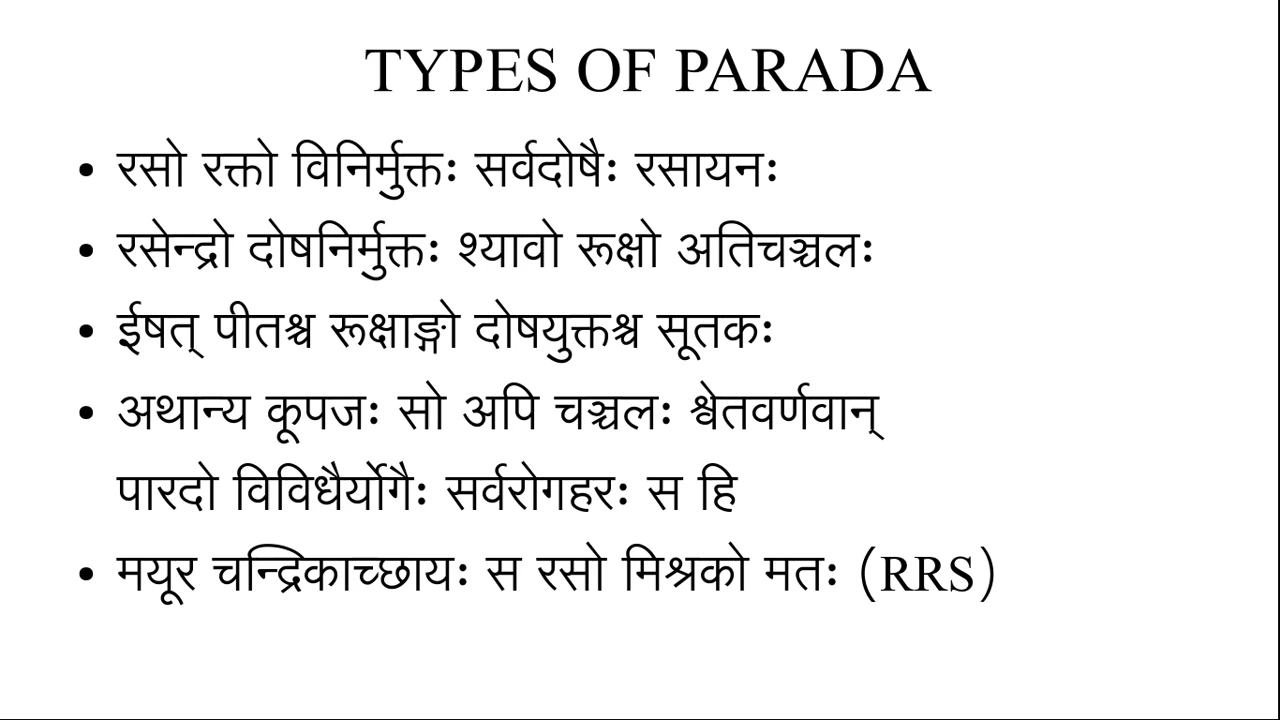 TYPES OF PARADA
• रसो रक्तो विनिर्मुक्तः सर्वदोषैः रसायनः
• रसेन्द्रो दोषनिर्मुक्तः श्यावो रूक्षो अतिचञ्चलः
• ईषत् पीतश्च रूक्षाङ्गो दोषयुक्तश्च सूतकः
• अथान्य कूपजः सो अपि चञ्चलः श्वेतवर्णवान्
पारदो विविधैर्योगैः सर्वरोगहरः स हि
• मयूर चन्द्रिकाच्छायः स रसो मिश्रको मतः (RRS)